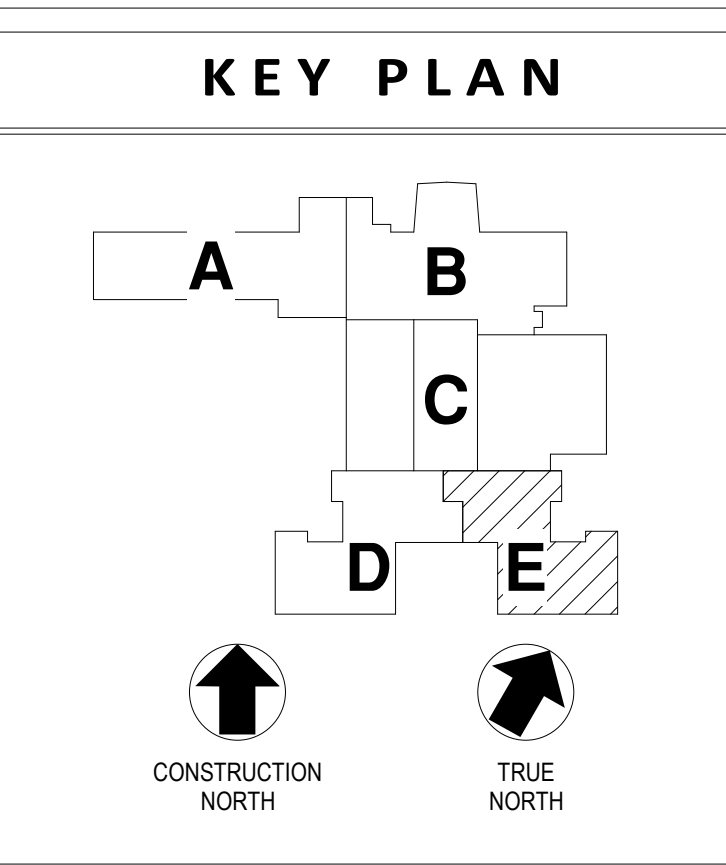 KEY PLAN
A
B
C
D
E
CONSTRUCTION
NORTH
TRUE
NORTH